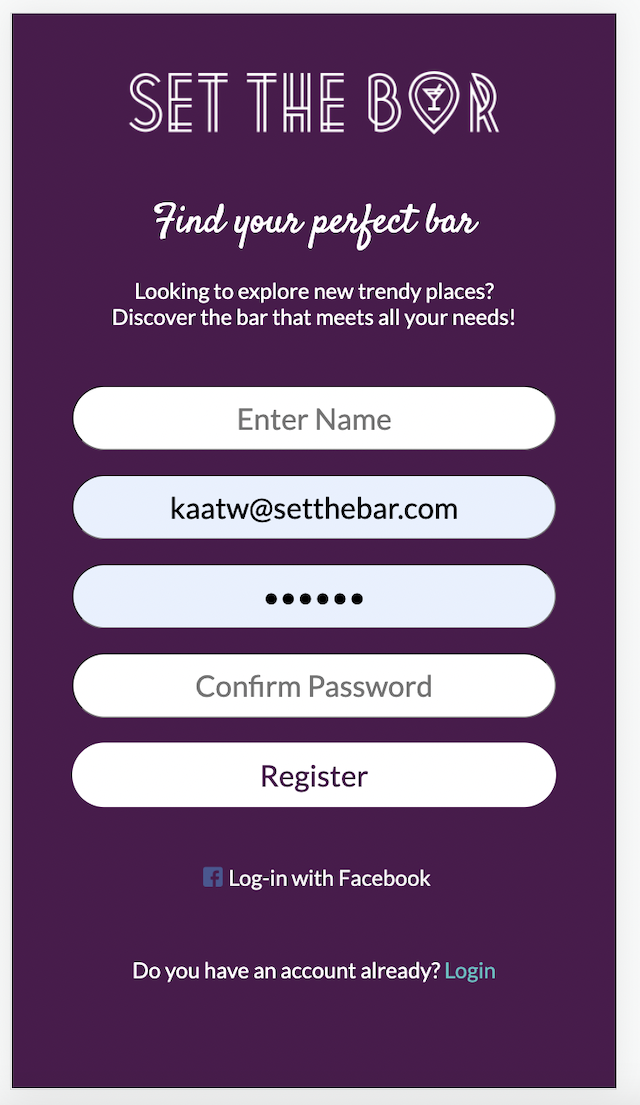 SET THE BAR
Find your perfect bar
Looking to explore new trendy places?
Discover the bar that meets all your needs!
Enter Name
kaatw@setthebar.com
••••••
Confirm Password
Register
Log-in with Facebook
Do you have an account already? Login